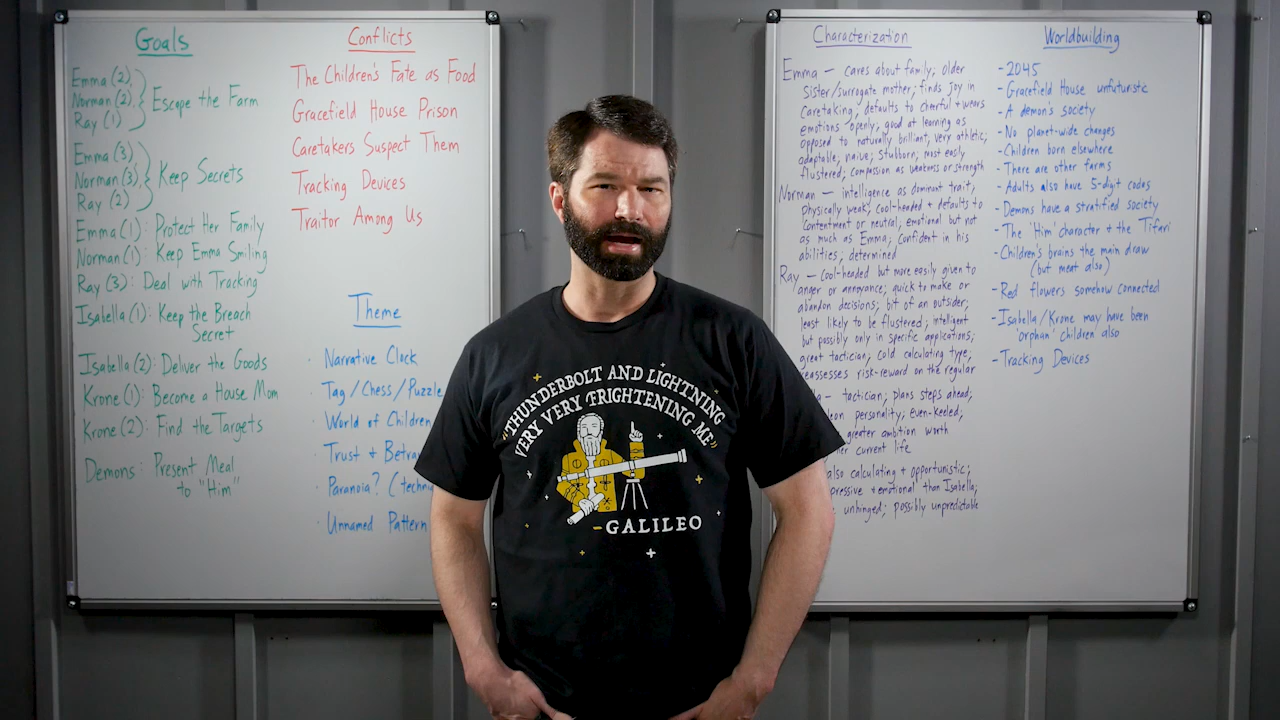 Goals
Emma (2),
Norman (2),
Ray (1)
Escape the Farm
Emma (3)
Norman (3),
Ray (2)
Keep Secrets
Emma (1): Protect Her Family
Norman (1): Keep Emma Smiling
Ray (3): Deal with Tracking
Isabella (1): Keep the Breach
Secret
Isabella (2): Deliver the Goods
Krone (1): Become a House Mom
Krone (2): Find the Targets
Demons: Present Meal
to "Him"
Conflicts
The Children's Fate as Food
Gracefield House Prison
Caretakers Suspect Them
Tracking Devices
Traitor Among Us
Theme
· Narrative Clock
· Tag/Chess/Puzzle
· World of Children
· Trust +
· Paranoia?
· Unnamed Pattern
"THUNDERBOLT AND LIGHTNING
VERY VERY FRIGHTENING ME"
-GALILEO
Characterization
Emma – cares about family; older
sister/surrogate mother; finds joy in
caretaking, defaults to cheerful + wears
emotions openly; good at learning as
opposed to naturally brilliant, very athletic;
adaptable, naive; stubborn, most easily
flustered; compassion as weakness or strength
Norman – intelligence as dominant trait;
physically weak; cool-headed + defaults to
contentment or neutral; emotional but not
as much as Emma; confident in his
abilities; determined
Ray – cool-headed but more easily given to
anger or annoyance; quick to make or
abandon decisions; bit of an outsider;
least likely to be flustered; intelligent
but possibly only in specific applications;
great tactician; cold calculating type,
reassesses risk-reward on the regular
– tactician; plans steps ahead;
personality; even-keeled;
greater ambition worth
current life
also calculating + opportunistic;
+ emotional than Isabella;
unhinged; possibly unpredictable
Worldbuilding
- 2045
- Gracefield House unfuturistic
- A demon's society
- No planet-wide changes
- Children born elsewhere
- There are other farms
- Adults also have 5-digit codes
- Demons have a stratified society
- The "Him" character + the Tifari
- Children's brains the main draw
(but meat also)
- Red flowers somehow connected
- Isabella/Krone may have been
'orphan' children also
- Tracking Devices